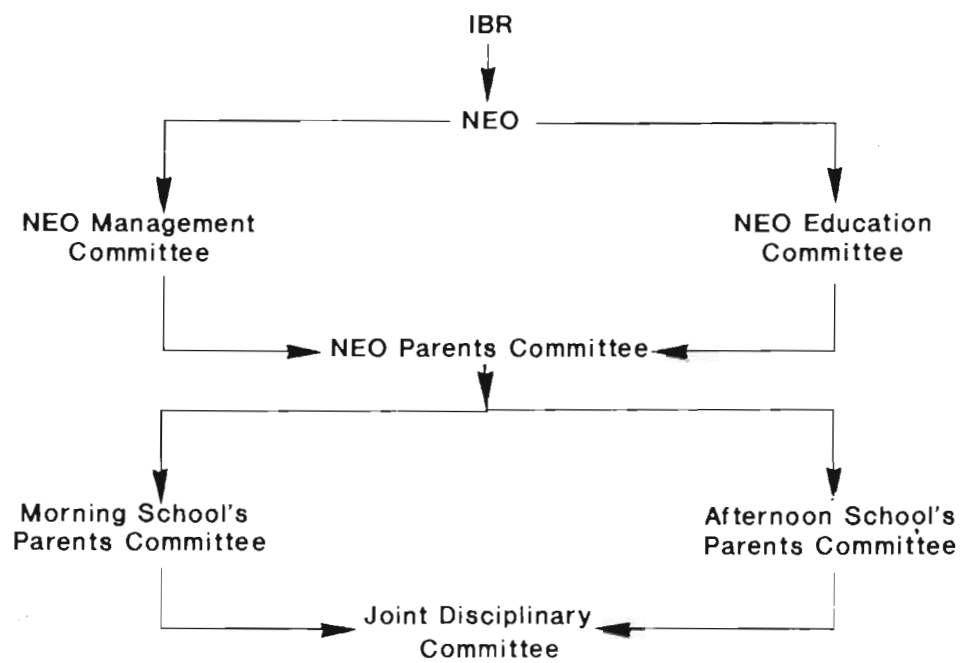 IBR
NEO
NEO Management
Committee
NEO Education
Committee
NEO Parents Committee
Morning School's
Parents Committee
Afternoon School's
Parents Committee
Joint Disciplinary
Committee